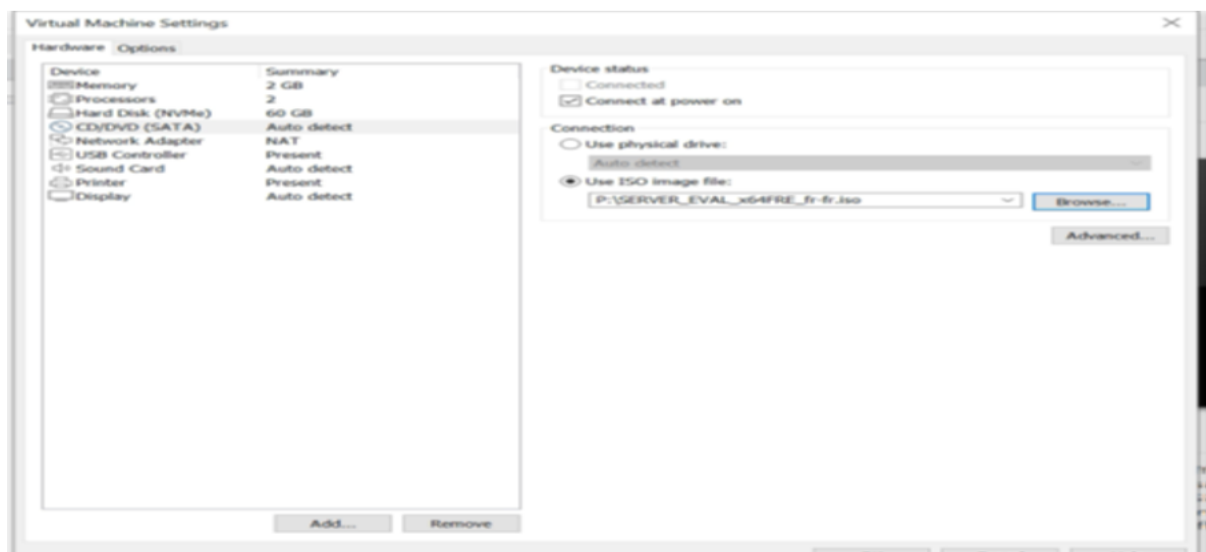 Virtual Machine Settings
Hardware Options
Device Summary
Memory 2 GB
Processors 2
Hard Disk (NVMe) 60 GB
CD/DVD (SATA) Auto detect
Network Adapter NAT
USB Controller Present
Sound Card Auto detect
Printer Present
Display Auto detect
Add... Remove
Device status
Connected
Connect at power on
Connection
Use physical drive:
Auto detect
Use ISO image file:
P:\SERVER_EVAL_x64FRE_fr-fr.iso Browse...
Advanced...